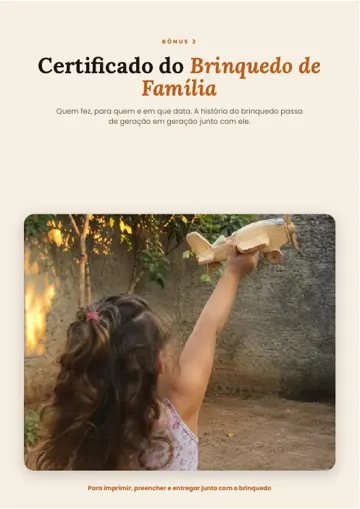 BÔNUS 3
Certificado do Brinquedo de
Família
Quem fez, para quem e em que data. A história do brinquedo passa
de geração em geração junto com ele.
Para imprimir, preencher e entregar junto com o brinquedo